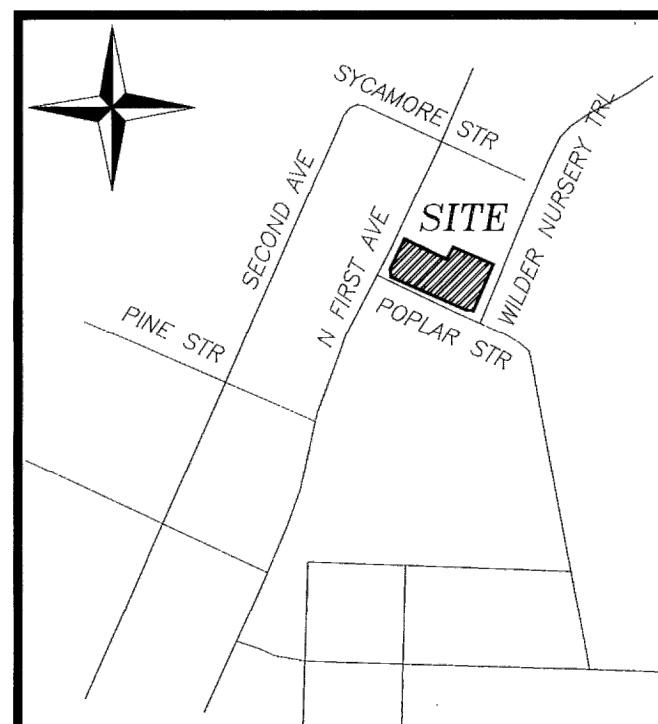 SYCAMORE STR
SECOND AVE
N FIRST AVE
SITE
WILDER NURSERY TRL
PINE STR
POPLAR STR